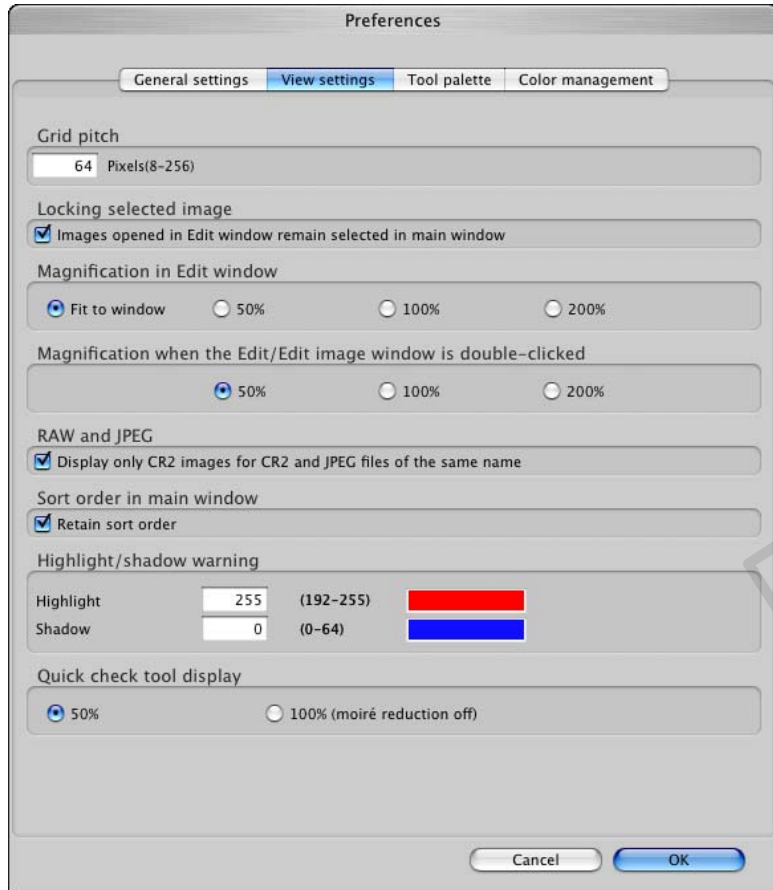 Preferences
General settings View settings Tool palette Color management
Grid pitch
64 Pixels(8-256)
Locking selected image
Images opened in Edit window remain selected in main window
Magnification in Edit window
Fit to window 50% 100% 200%
Magnification when the Edit/Edit image window is double-clicked
50% 100% 200%
RAW and JPEG
Display only CR2 images for CR2 and JPEG files of the same name
Sort order in main window
Retain sort order
Highlight/shadow warning
Highlight 255 (192-255)
Shadow 0 (0-64)
Quick check tool display
50% 100% (moiré reduction off)
Cancel OK